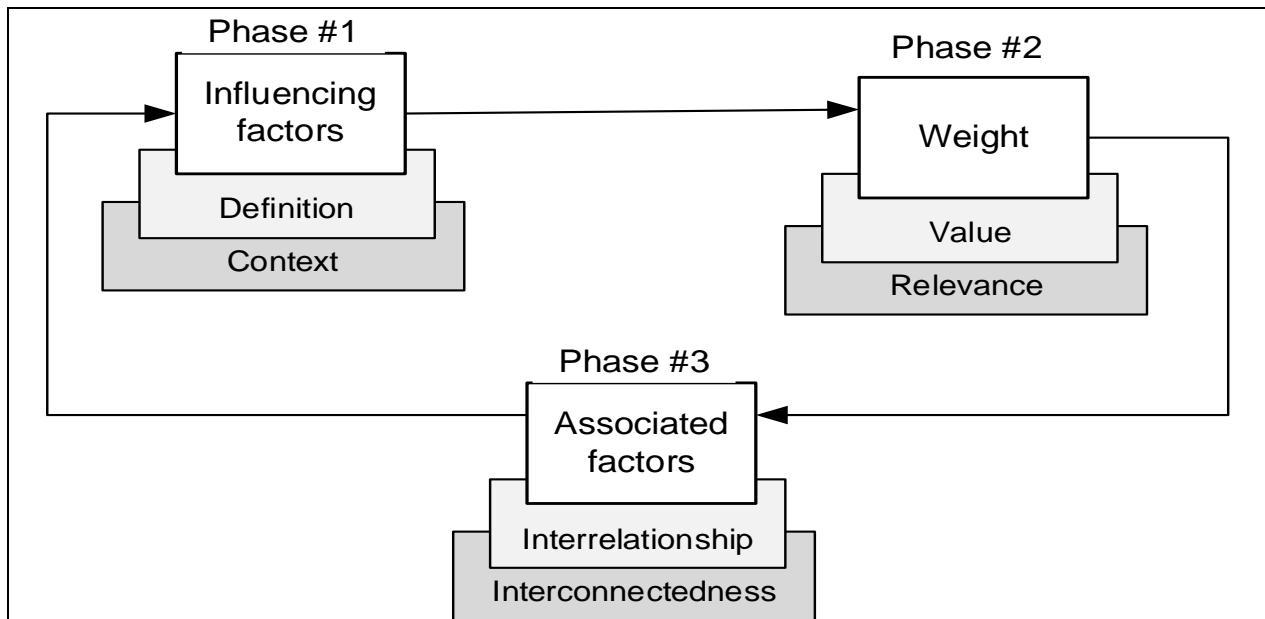 Phase #1
Influencing
factors
Definition
Context
Phase #2
Weight
Value
Relevance
Phase #3
Associated
factors
Interrelationship
Interconnectedness